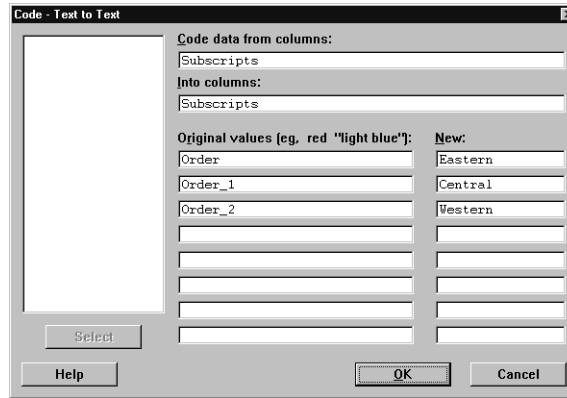 Code - Text to Text
Code data from columns:
Subscripts
Into columns:
Subscripts
Original values (eg, red "light blue"): New:
Order Eastern
Order_1 Central
Order_2 Western
Select
Help OK Cancel